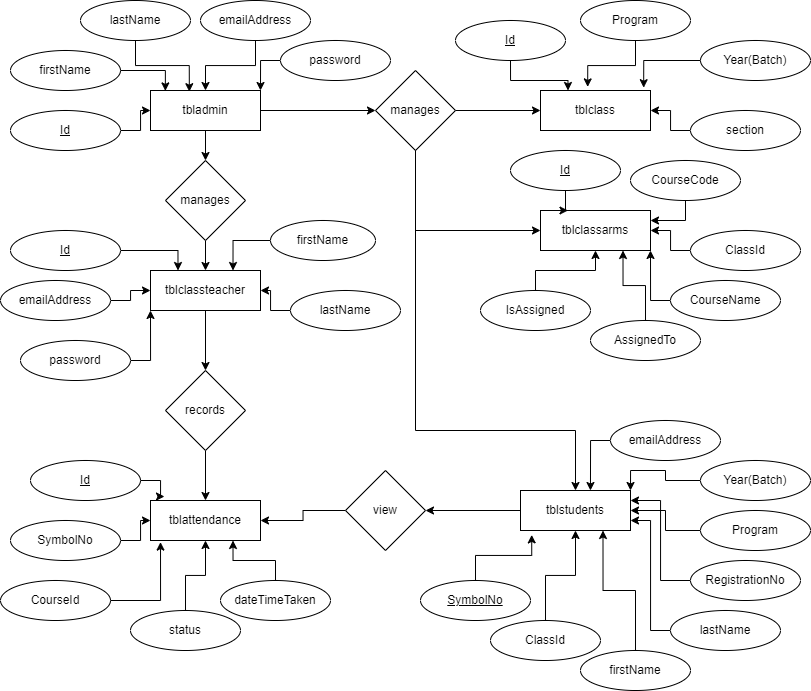 lastName
emailAddress
Program
firstName
password
Id
Year(Batch)
tbladmin
manages
tblclass
Id
section
Id
CourseCode
manages
tblclassarms
Id
firstName
ClassId
emailAddress
tblclassteacher
lastName
IsAssigned
CourseName
AssignedTo
password
records
emailAddress
Id
Year(Batch)
SymbolNo
tblattendance
view
tblstudents
Program
CourseId
dateTimeTaken
SymbolNo
RegistrationNo
status
ClassId
lastName
firstName